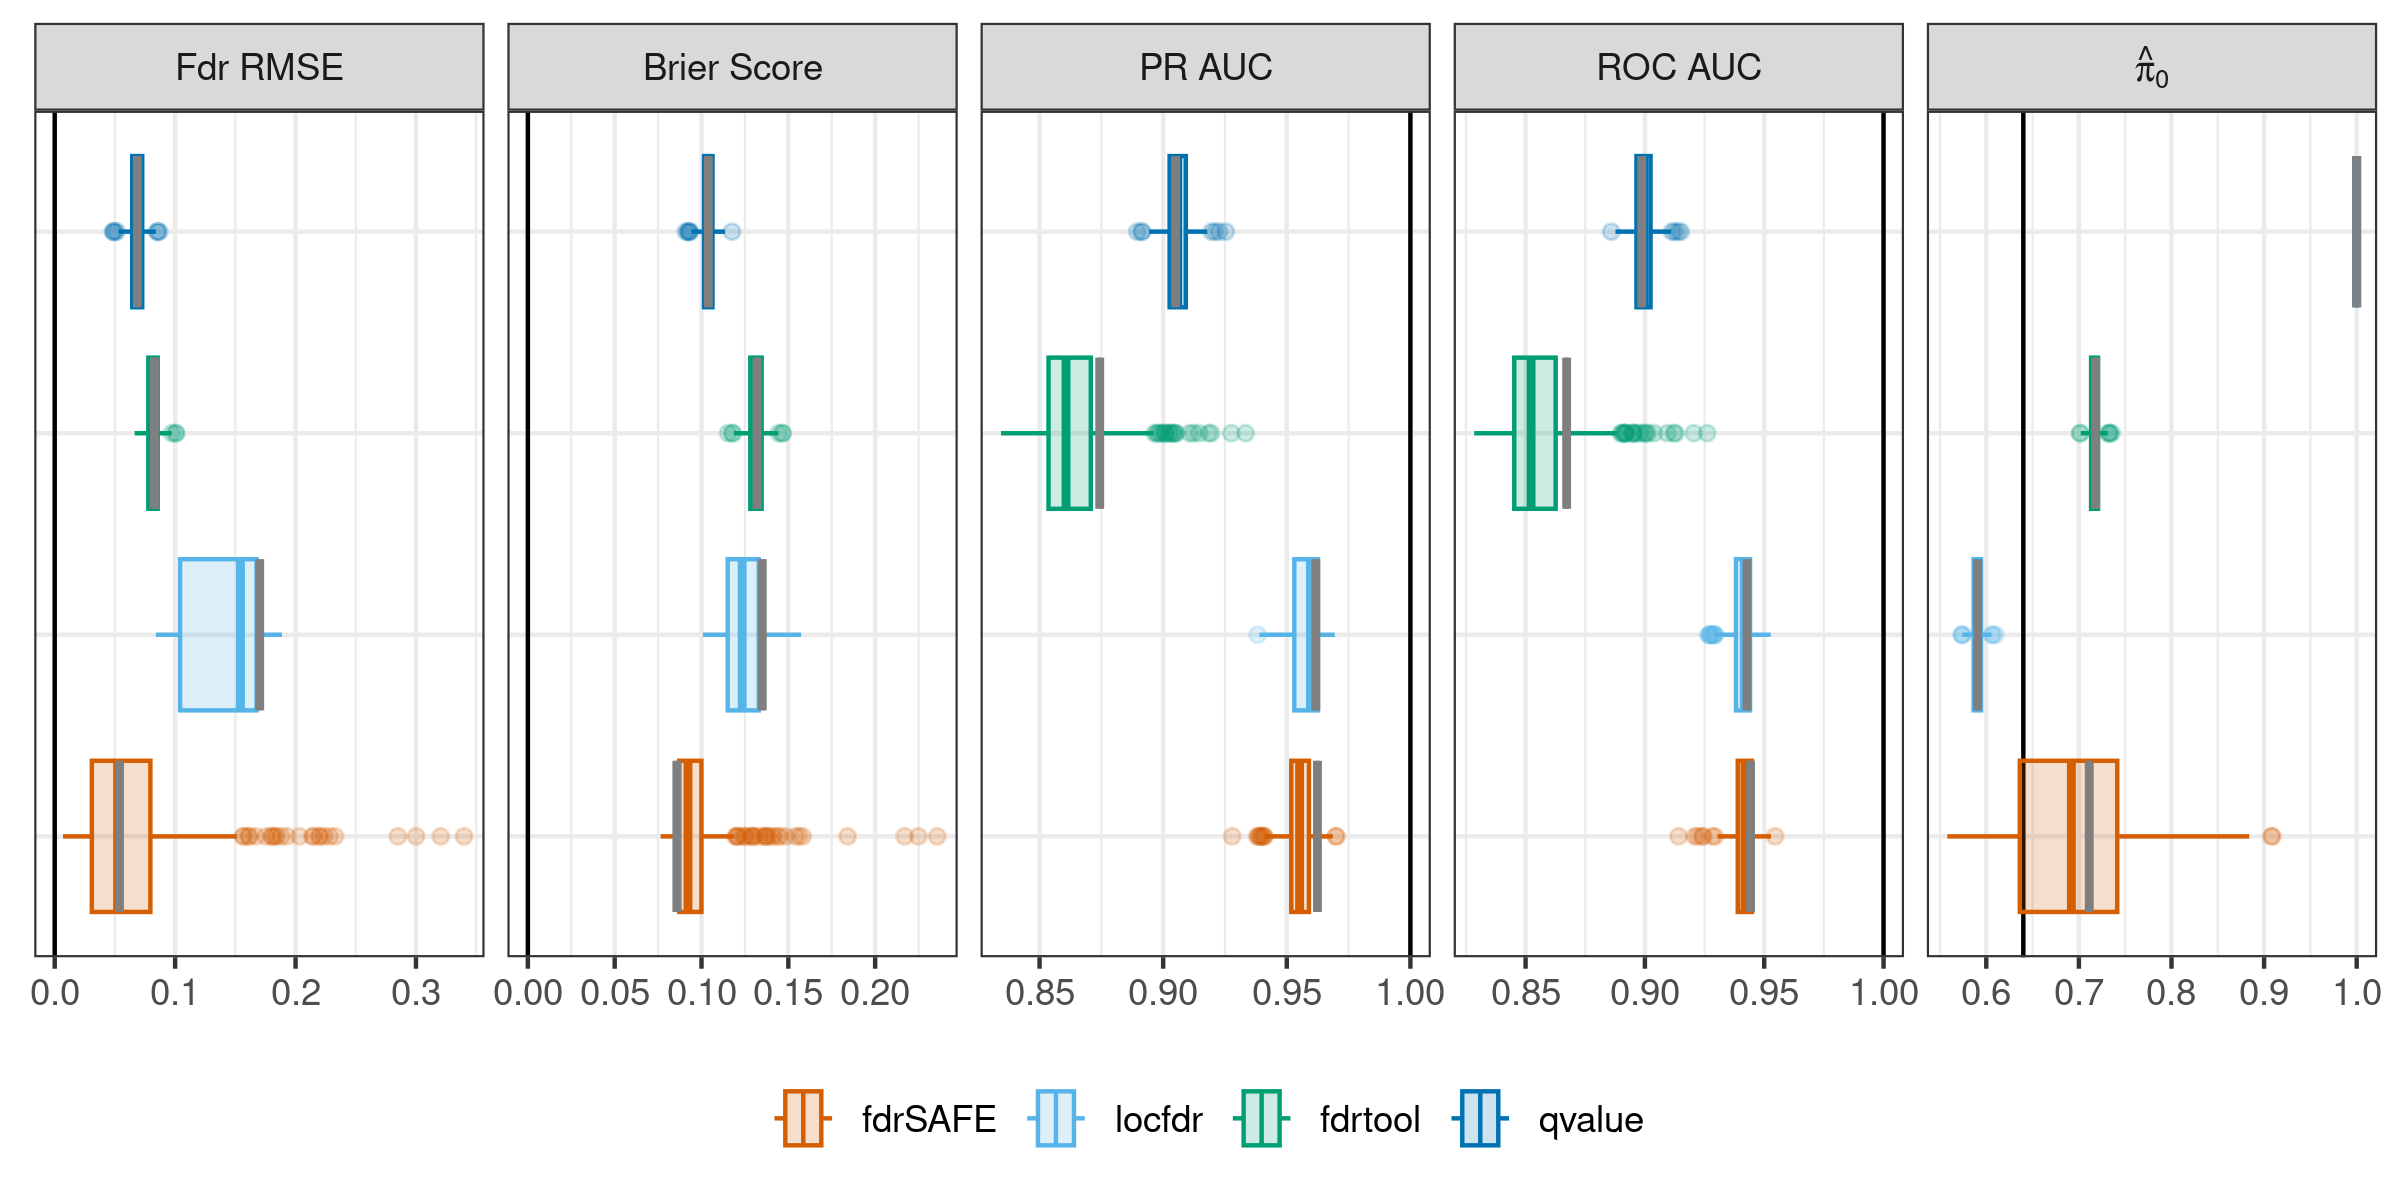 Fdr RMSE Brier Score PR AUC ROC AUC π̂₀
0.0 0.1 0.2 0.3 0.00 0.05 0.10 0.15 0.20 0.85 0.90 0.95 1.00 0.85 0.90 0.95 1.00 0.6 0.7 0.8 0.9 1.0
fdrSAFE locfdr fdrtool qvalue